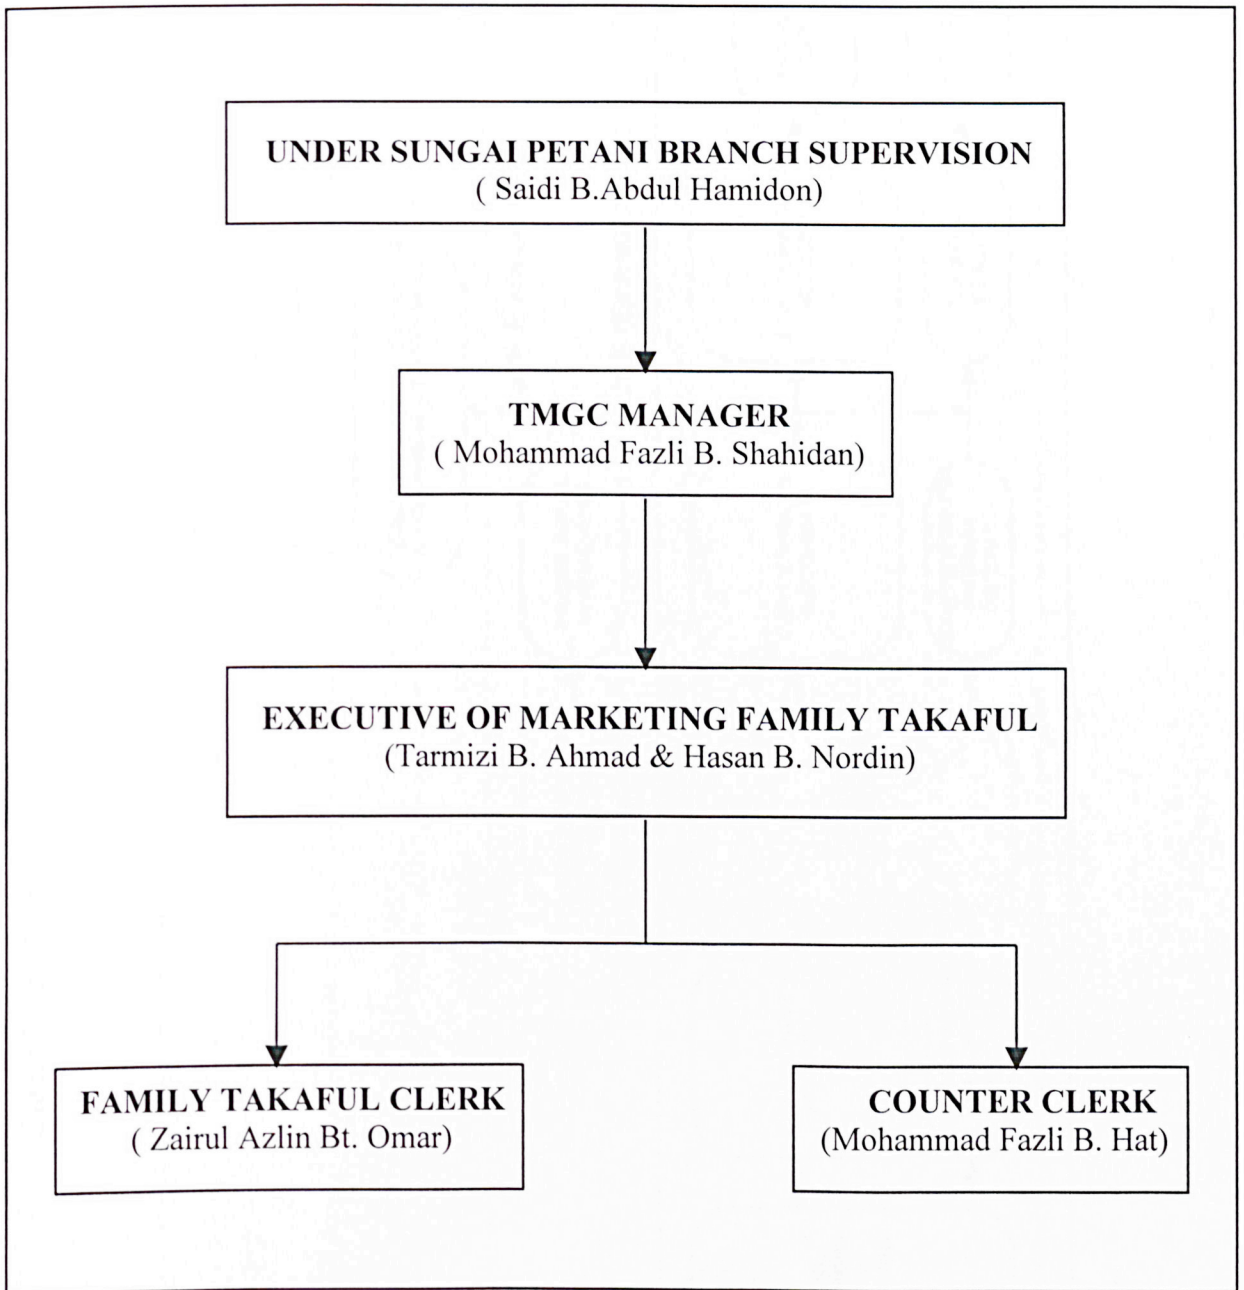 UNDER SUNGAI PETANI BRANCH SUPERVISION
( Saidi B.Abdul Hamidon)
TMGC MANAGER
( Mohammad Fazli B. Shahidan)
EXECUTIVE OF MARKETING FAMILY TAKAFUL
(Tarmizi B. Ahmad & Hasan B. Nordin)
FAMILY TAKAFUL CLERK
( Zairul Azlin Bt. Omar)
COUNTER CLERK
(Mohammad Fazli B. Hat)